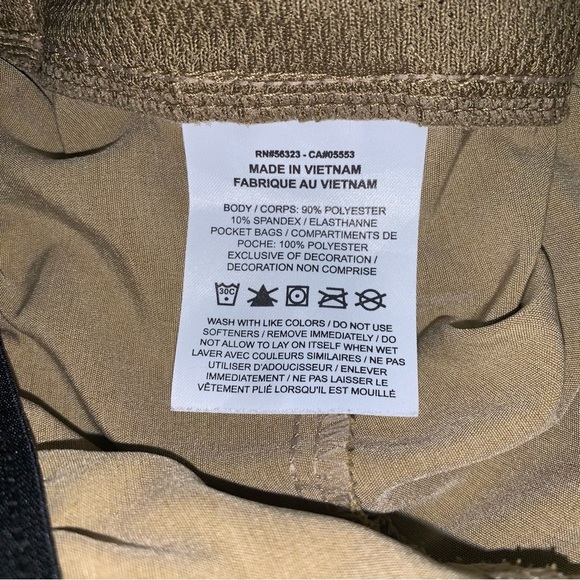 RN#56323 - CA#05553
MADE IN VIETNAM
FABRIQUE AU VIETNAM
BODY / CORPS: 90% POLYESTER
10% SPANDEX / ELASTHANNE
POCKET BAGS / COMPARTIMENTS DE
POCHE: 100% POLYESTER
EXCLUSIVE OF DECORATION /
DECORATION NON COMPRISE
30C
WASH WITH LIKE COLORS / DO NOT USE
SOFTENERS / REMOVE IMMEDIATELY / DO
NOT ALLOW TO LAY ON ITSELF WHEN WET
LAVER AVEC COULEURS SIMILAIRES / NE PAS
UTILISER D'ADOUCISSEUR / ENLEVER
IMMEDIATEMENT / NE PAS LAISSER LE
VÊTEMENT PLIÉ LORSQU'IL EST MOUILLÉ